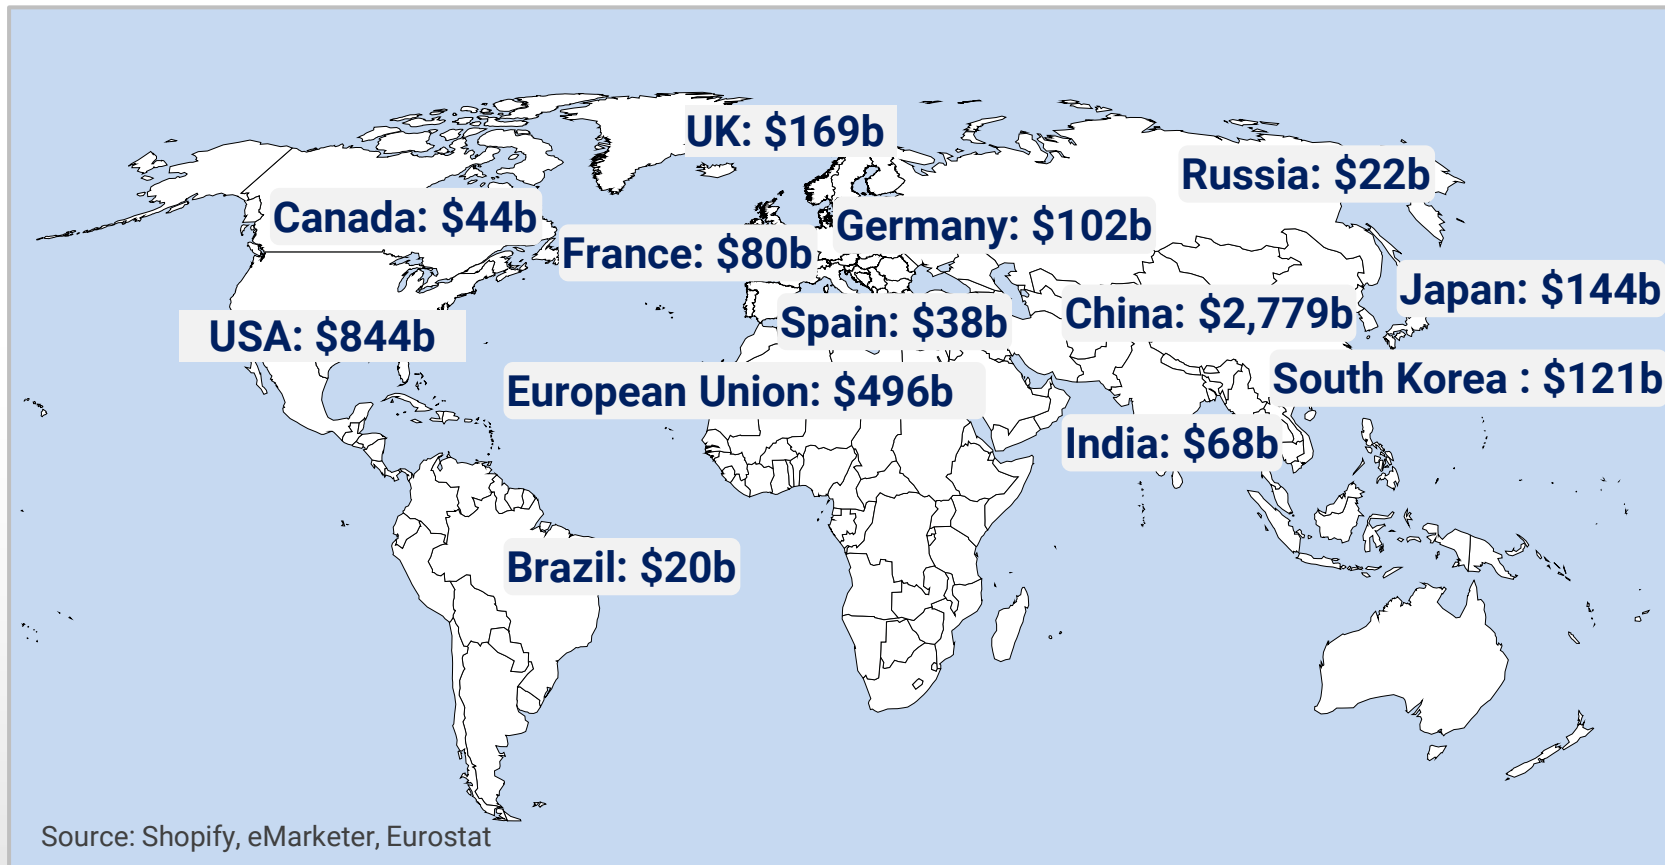 UK: $169b
Russia: $22b
Canada: $44b
Germany: $102b
France: $80b
Japan: $144b
China: $2,779b
Spain: $38b
USA: $844b
South Korea : $121b
European Union: $496b
India: $68b
Brazil: $20b
Source: Shopify, eMarketer, Eurostat